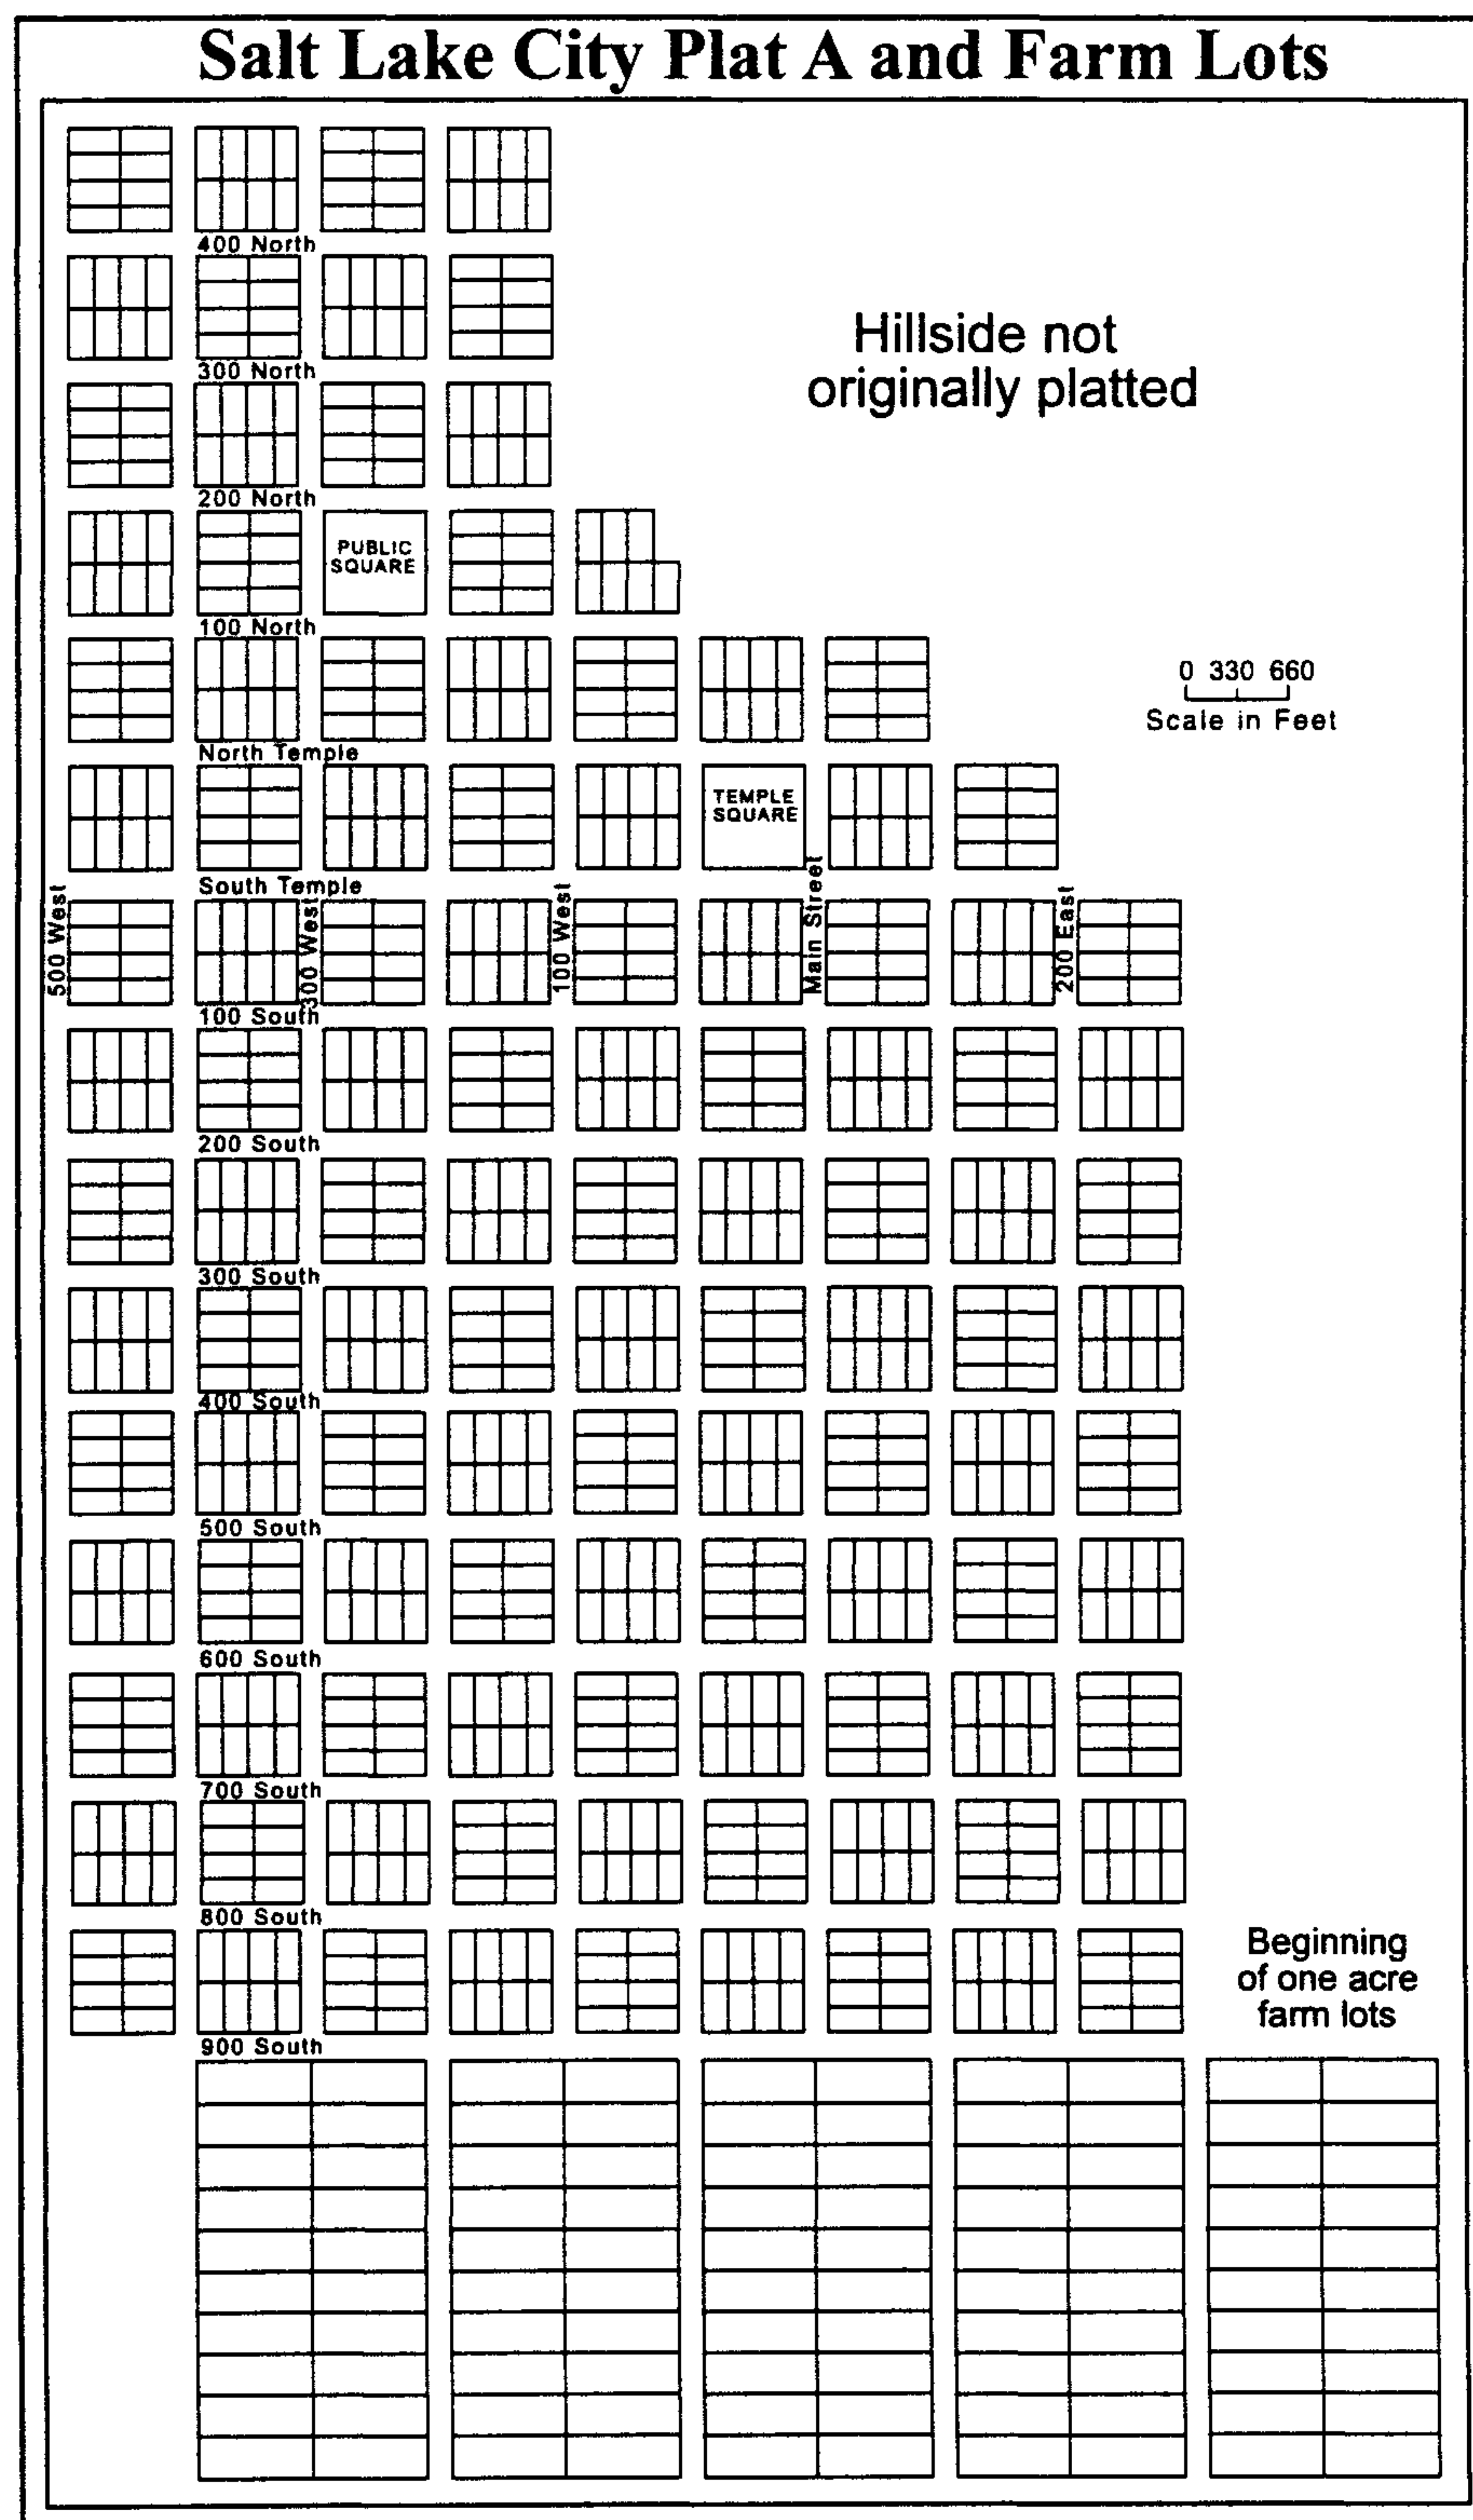 Salt Lake City Plat A and Farm Lots
400 North
Hillside not
originally platted
300 North
200 North
PUBLIC
SQUARE
100 North
0 330 660
Scale in Feet
North Temple
TEMPLE
SQUARE
South Temple
500 West
300 West
100 West
Main Street
200 East
100 South
200 South
300 South
400 South
500 South
600 South
700 South
800 South
Beginning
of one acre
farm lots
900 South